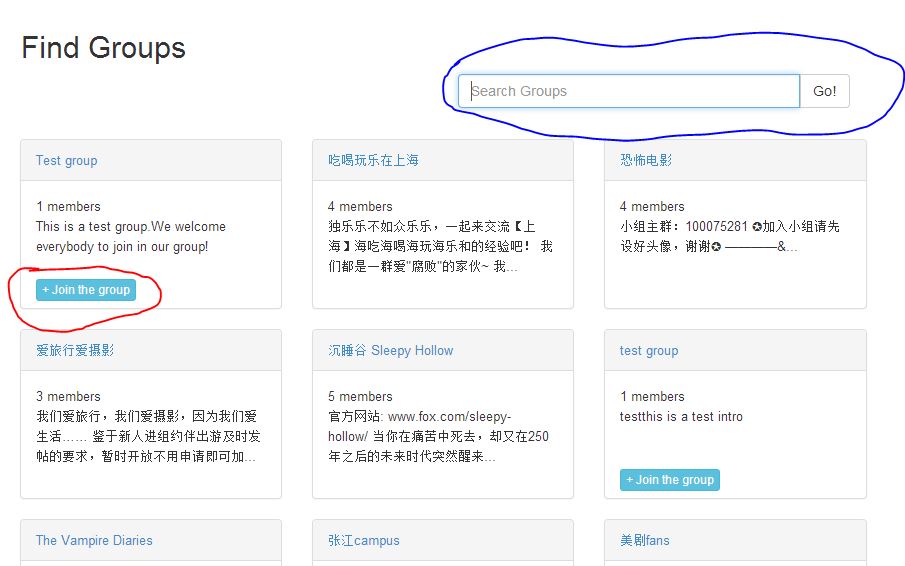 Find Groups
Search Groups
Go!
Test group
1 members
This is a test group.We welcome
everybody to join in our group!
+ Join the group
吃喝玩乐在上海
4 members
独乐乐不如众乐乐，一起来交流【上
海】海吃海喝海玩海乐和的经验吧！ 我
们都是一群爱"腐败"的家伙~ 我...
恐怖电影
4 members
小组主群：100075281 ✪加入小组请先
设好头像，谢谢✪ ————&...
爱旅行爱摄影
3 members
我们爱旅行，我们爱摄影，因为我们爱
生活…… 鉴于新人进组约伴出游及时发
帖的要求，暂时开放不用申请即可加...
沉睡谷 Sleepy Hollow
5 members
官方网站: www.fox.com/sleepy-
hollow/ 当你在痛苦中死去，却又在250
年之后的未来时代突然醒来...
test group
1 members
testthis is a test intro
+ Join the group
The Vampire Diaries
张江campus
美剧fans